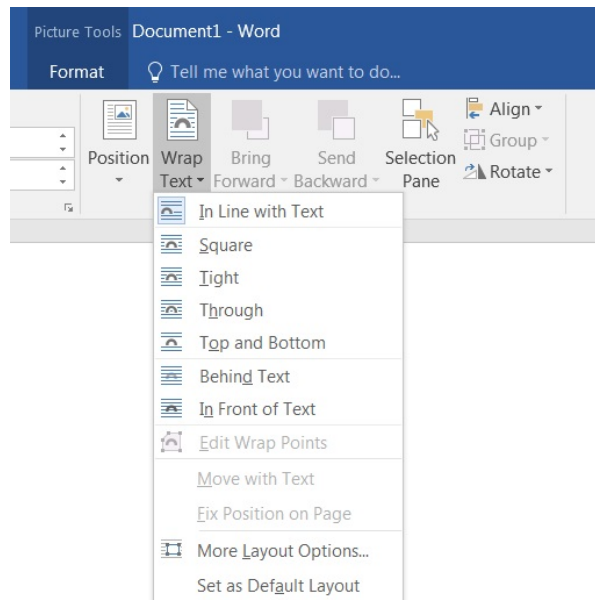 Picture Tools Document1 - Word
Format Tell me what you want to do...
Position
Wrap Text
Bring Forward
Send Backward
Selection Pane
Align
Group
Rotate
In Line with Text
Square
Tight
Through
Top and Bottom
Behind Text
In Front of Text
Edit Wrap Points
Move with Text
Fix Position on Page
More Layout Options...
Set as Default Layout